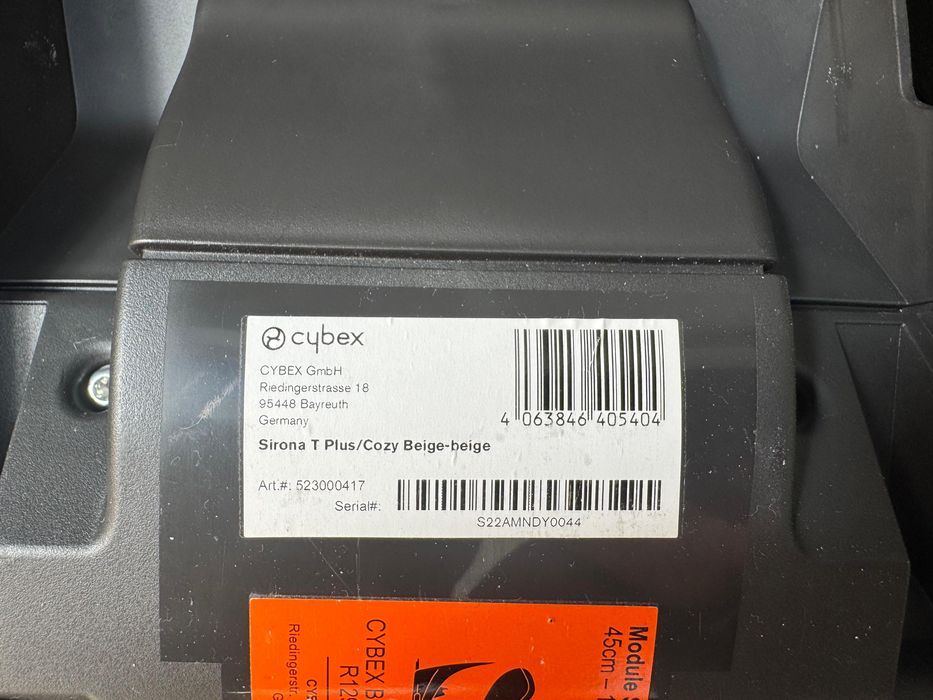 cybex
CYBEX GmbH
Riedingerstrasse 18
95448 Bayreuth
Germany
4 063846 405404
Sirona T Plus/Cozy Beige-beige
Art.#: 523000417
Serial#:
S22AMNDY0044
Module
45cm –
CYBEX
Riedingerstr.